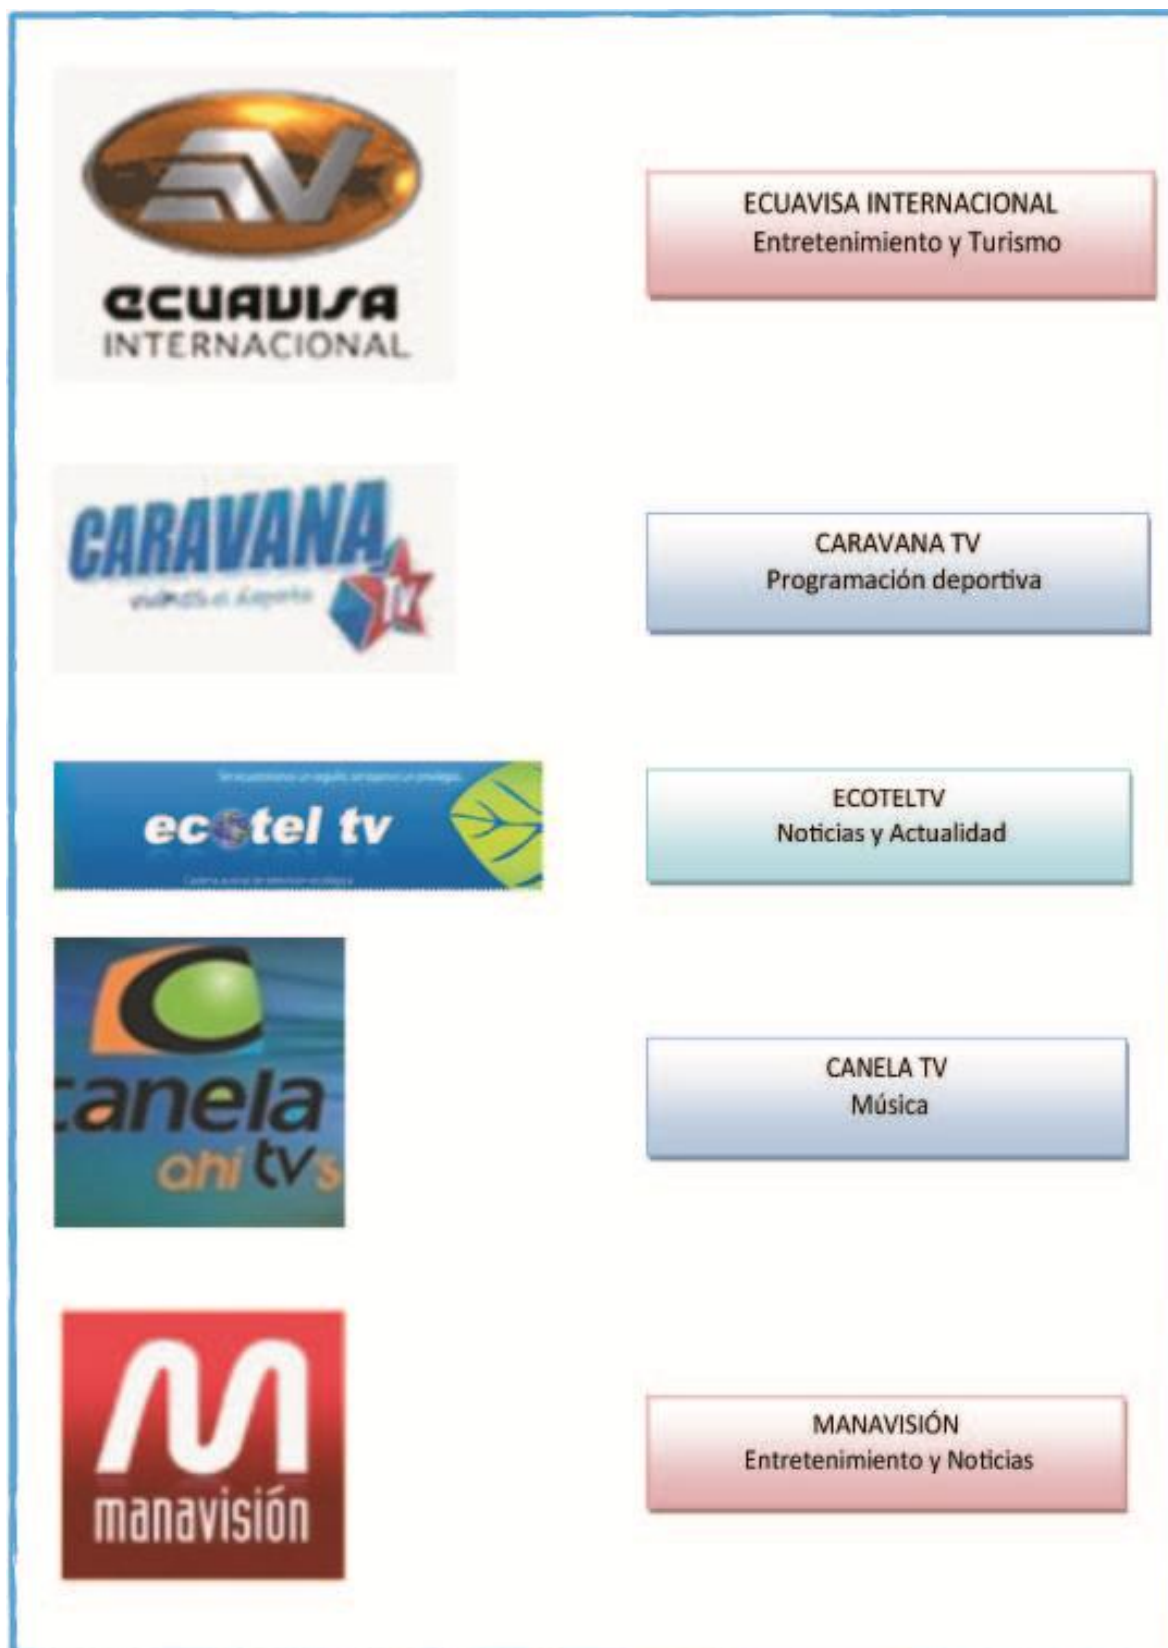 ecuavisa
INTERNACIONAL
ECUAVISA INTERNACIONAL
Entretenimiento y Turismo
CARAVANA
TV
CARAVANA TV
Programación deportiva
ecotel tv
ECOTELTV
Noticias y Actualidad
canela
ahí tv's
CANELA TV
Música
manavisión
MANAVISIÓN
Entretenimiento y Noticias